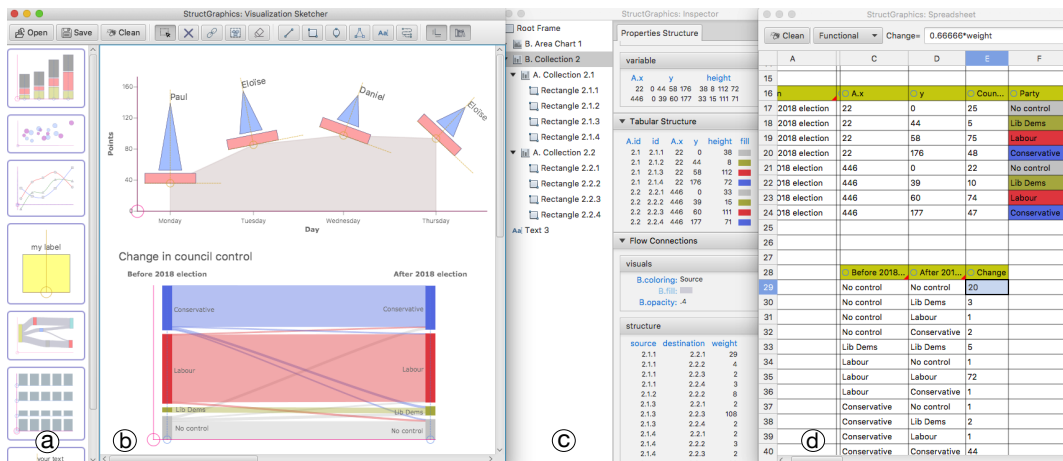 StructGraphics: Visualization Sketcher
Open Save Clean Aa
my label
your text
Points
160
120
80
40
0
Paul
Eloïse
Daniel
Eloïse
Monday Tuesday Wednesday Thursday
Day
Change in council control
Before 2018 election After 2018 election
Conservative Conservative
Labour Labour
Lib Dems Lib Dems
No control No control
a b
StructGraphics: Inspector
Root Frame
B. Area Chart 1
B. Collection 2
A. Collection 2.1
Rectangle 2.1.1
Rectangle 2.1.2
Rectangle 2.1.3
Rectangle 2.1.4
A. Collection 2.2
Rectangle 2.2.1
Rectangle 2.2.2
Rectangle 2.2.3
Rectangle 2.2.4
Aa Text 3
c
Properties Structure
variable
A.x y height
22 0 44 58 176 38 8 112 72
446 0 39 60 177 33 15 111 71
Tabular Structure
A.id id A.x y height fill
2.1 2.1.1 22 0 38
2.1 2.1.2 22 44 8
2.1 2.1.3 22 58 112
2.1 2.1.4 22 176 72
2.2 2.2.1 446 0 33
2.2 2.2.2 446 39 15
2.2 2.2.3 446 60 111
2.2 2.2.4 446 177 71
Flow Connections
visuals
B.coloring: Source
B.fill:
B.opacity: .4
structure
source destination weight
2.1.1 2.2.1 29
2.1.1 2.2.2 4
2.1.1 2.2.3 2
2.1.1 2.2.4 3
2.1.2 2.2.2 8
2.1.3 2.2.1 2
2.1.3 2.2.3 108
2.1.3 2.2.4 2
2.1.4 2.2.1 2
2.1.4 2.2.2 3
2.1.4 2.2.3 2
StructGraphics: Spreadsheet
Clean Functional Change= 0.66666*weight
A C D E F
15
16 n A.x y Coun... Party
17 2018 election 22 0 25 No control
18 2018 election 22 44 5 Lib Dems
19 2018 election 22 58 75 Labour
20 2018 election 22 176 48 Conservative
21 018 election 446 0 22 No control
22 018 election 446 39 10 Lib Dems
23 018 election 446 60 74 Labour
24 018 election 446 177 47 Conservative
25
26
27
28 Before 2018... After 201... Change
29 No control No control 20
30 No control Lib Dems 3
31 No control Labour 1
32 No control Conservative 2
33 Lib Dems Lib Dems 5
34 Labour No control 1
35 Labour Labour 72
36 Labour Conservative 1
37 Conservative No control 1
38 Conservative Lib Dems 2
39 Conservative Labour 1
40 Conservative Conservative 44
d